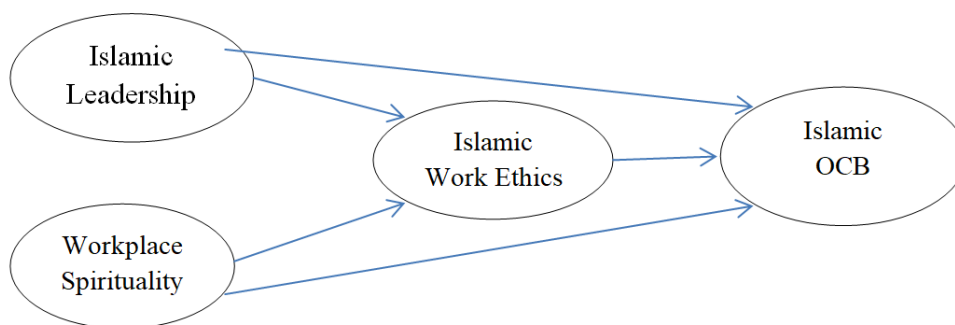 Islamic
Leadership
Islamic
Work Ethics
Islamic
OCB
Workplace
Spirituality